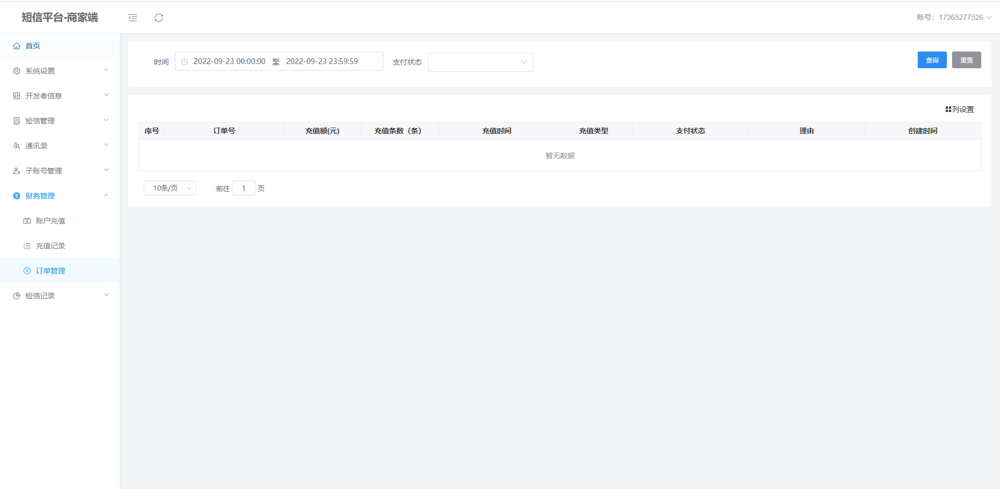 短信平台-商家端
账号：17365277526
首页
系统设置
开发者信息
短信管理
通讯录
子账号管理
财务管理
账户充值
充值记录
订单管理
短信记录
时间 2022-09-23 00:00:00 至 2022-09-23 23:59:59 支付状态 查询 重置
列设置
序号 订单号 充值额(元) 充值条数（条） 充值时间 充值类型 支付状态 理由 创建时间
暂无数据
10条/页 前往 1 页